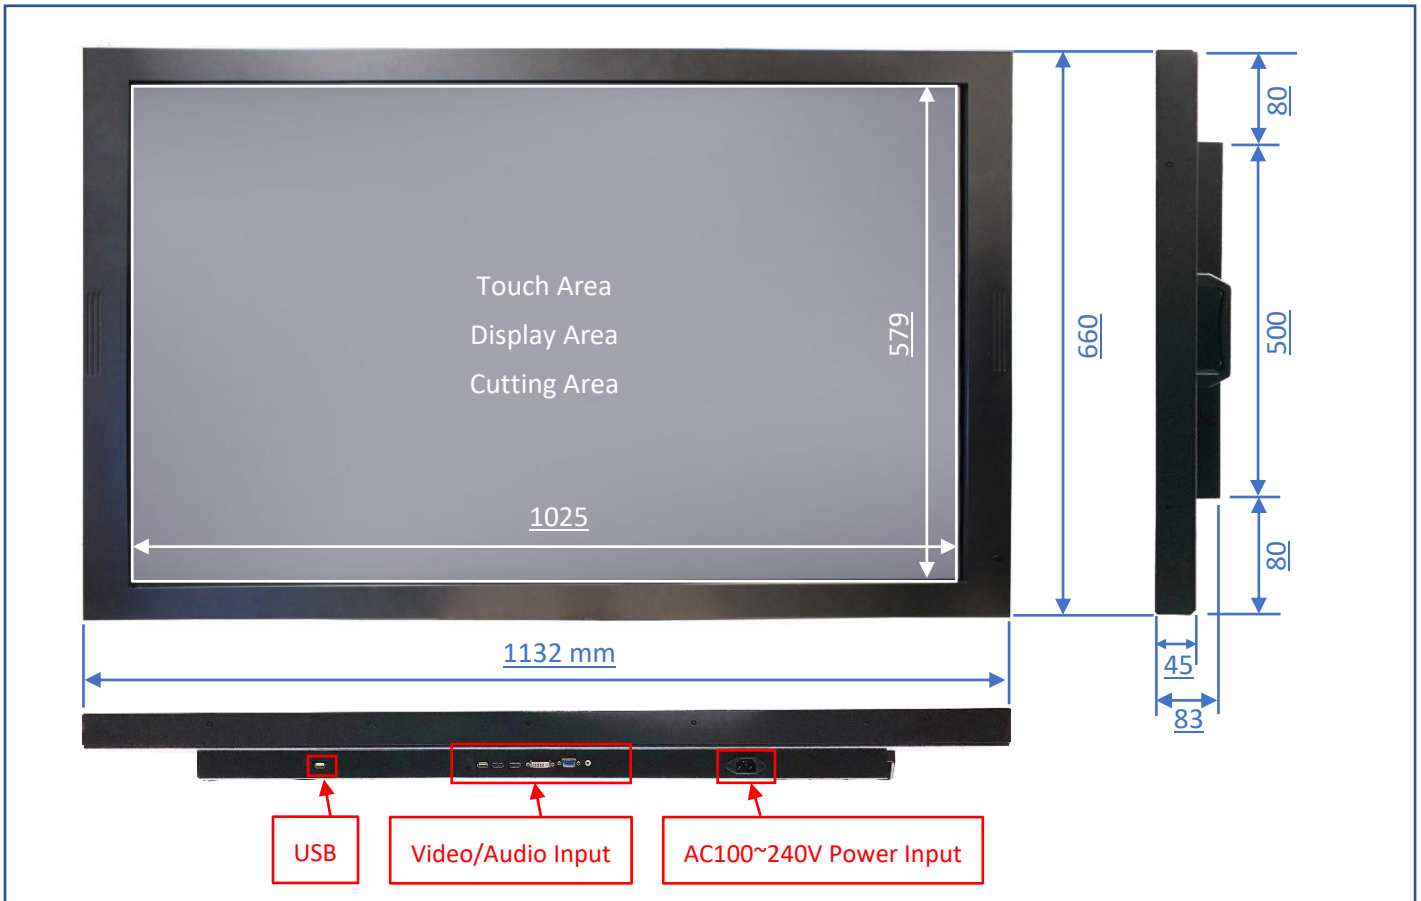 80
Touch Area
Display Area
Cutting Area
579
660
500
1025
80
1132 mm
45
83
USB
Video/Audio Input
AC100~240V Power Input